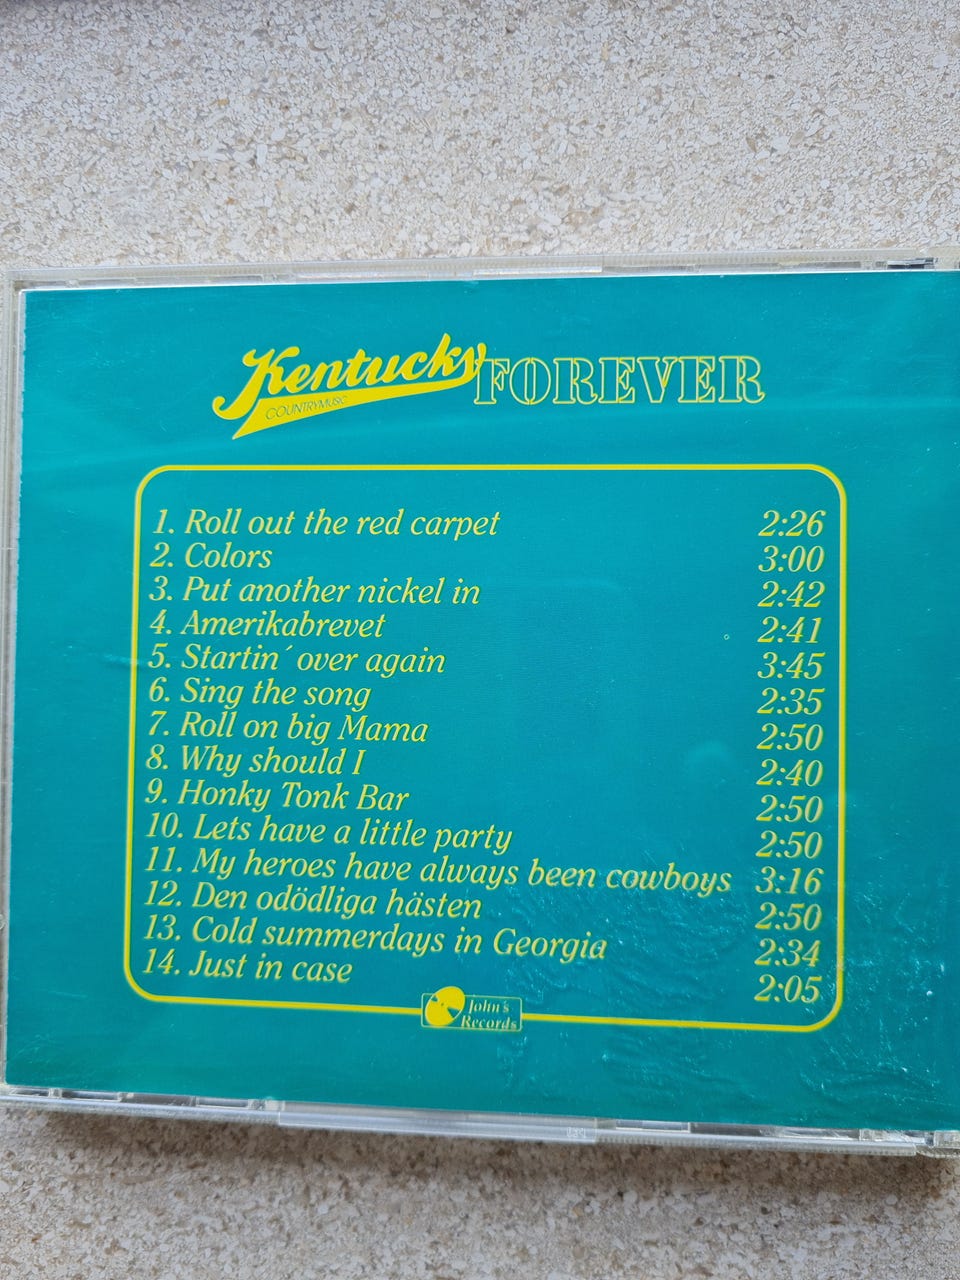 Kentucky FOREVER
COUNTRYMUSIC
1. Roll out the red carpet 2:26
2. Colors 3:00
3. Put another nickel in 2:42
4. Amerikabrevet 2:41
5. Startin´ over again 3:45
6. Sing the song 2:35
7. Roll on big Mama 2:50
8. Why should I 2:40
9. Honky Tonk Bar 2:50
10. Lets have a little party 2:50
11. My heroes have always been cowboys 3:16
12. Den odödliga hästen 2:50
13. Cold summerdays in Georgia 2:34
14. Just in case 2:05
John's
Records